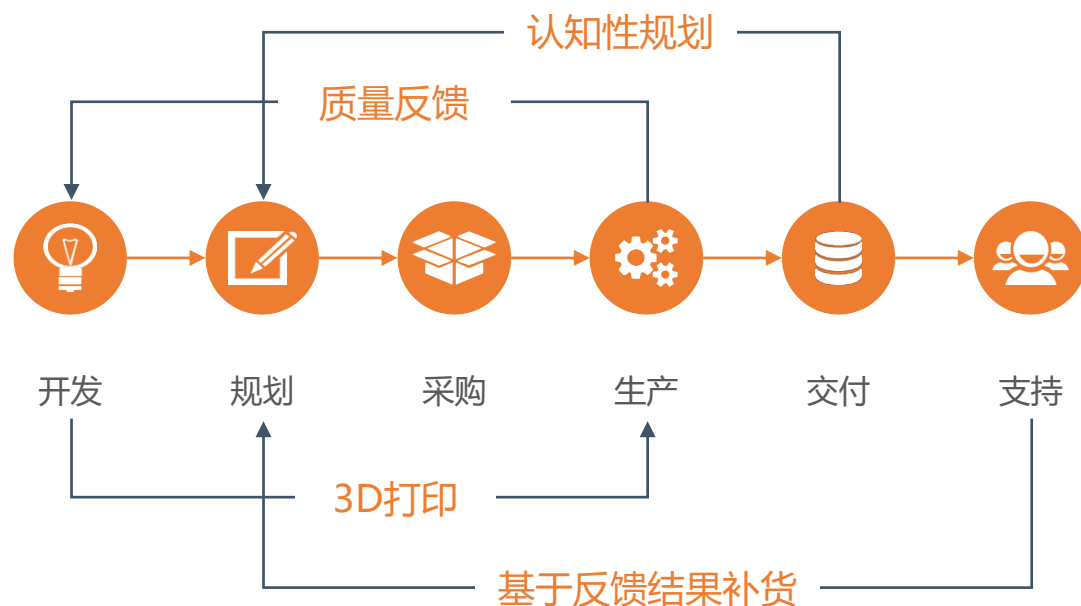 认知性规划
质量反馈
开发
规划
采购
生产
交付
支持
3D打印
基于反馈结果补货